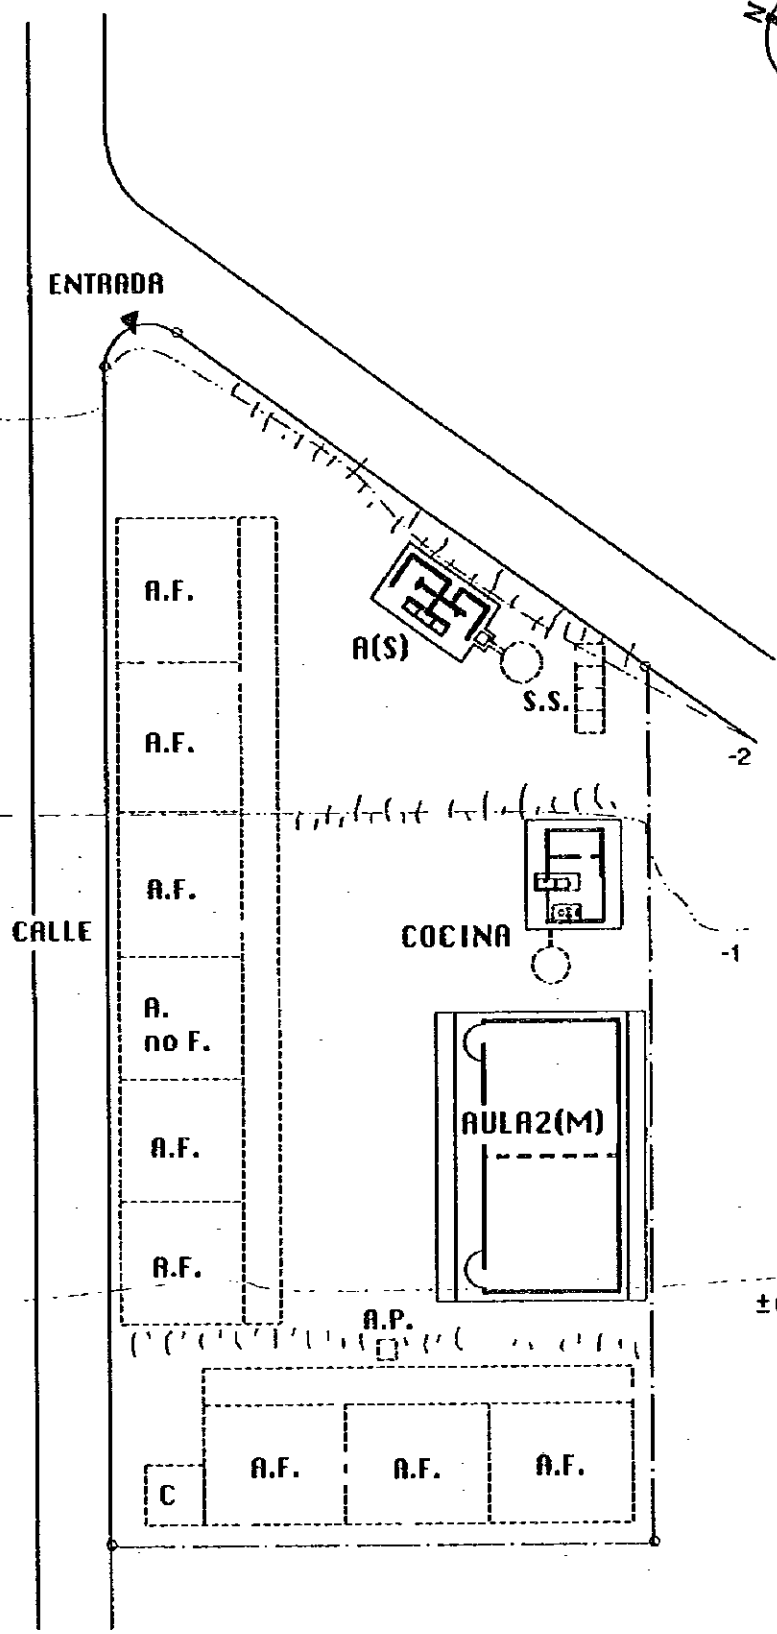 N
ENTRADA
A.F.
A(S)
S.S.
A.F.
-2
A.F.
CALLE
COCINA
-1
A.
no F.
AULA2(M)
A.F.
A.F.
A.P.
A.F.
A.F.
A.F.
C